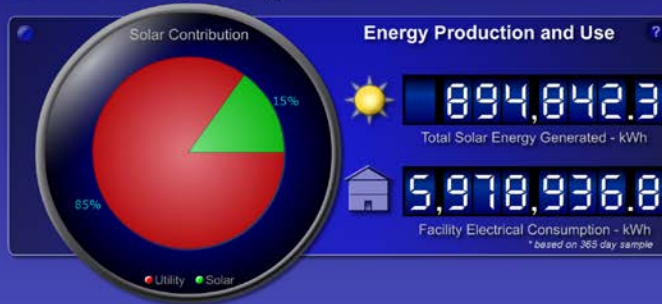 Solar Contribution
Energy Production and Use
?
15%
894,842.3
Total Solar Energy Generated - kWh
85%
5,978,936.8
Facility Electrical Consumption - kWh
* based on 365 day sample
Utility Solar